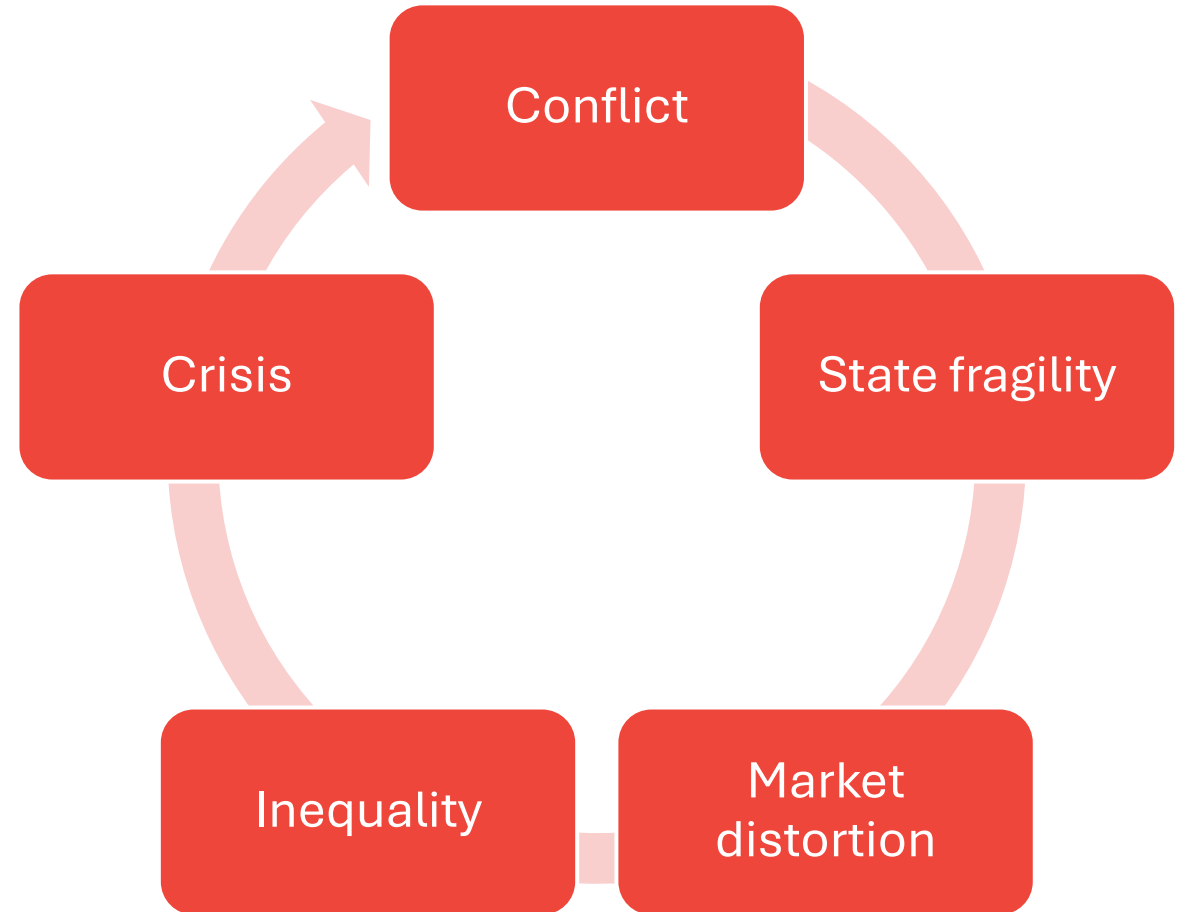 Conflict
State fragility
Market
distortion
Inequality
Crisis